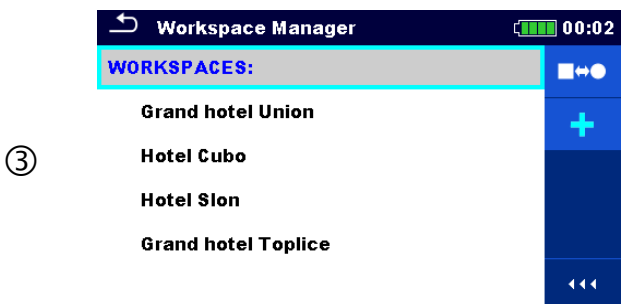 Workspace Manager 00:02
WORKSPACES:
Grand hotel Union
③
Hotel Cubo
Hotel Slon
Grand hotel Toplice